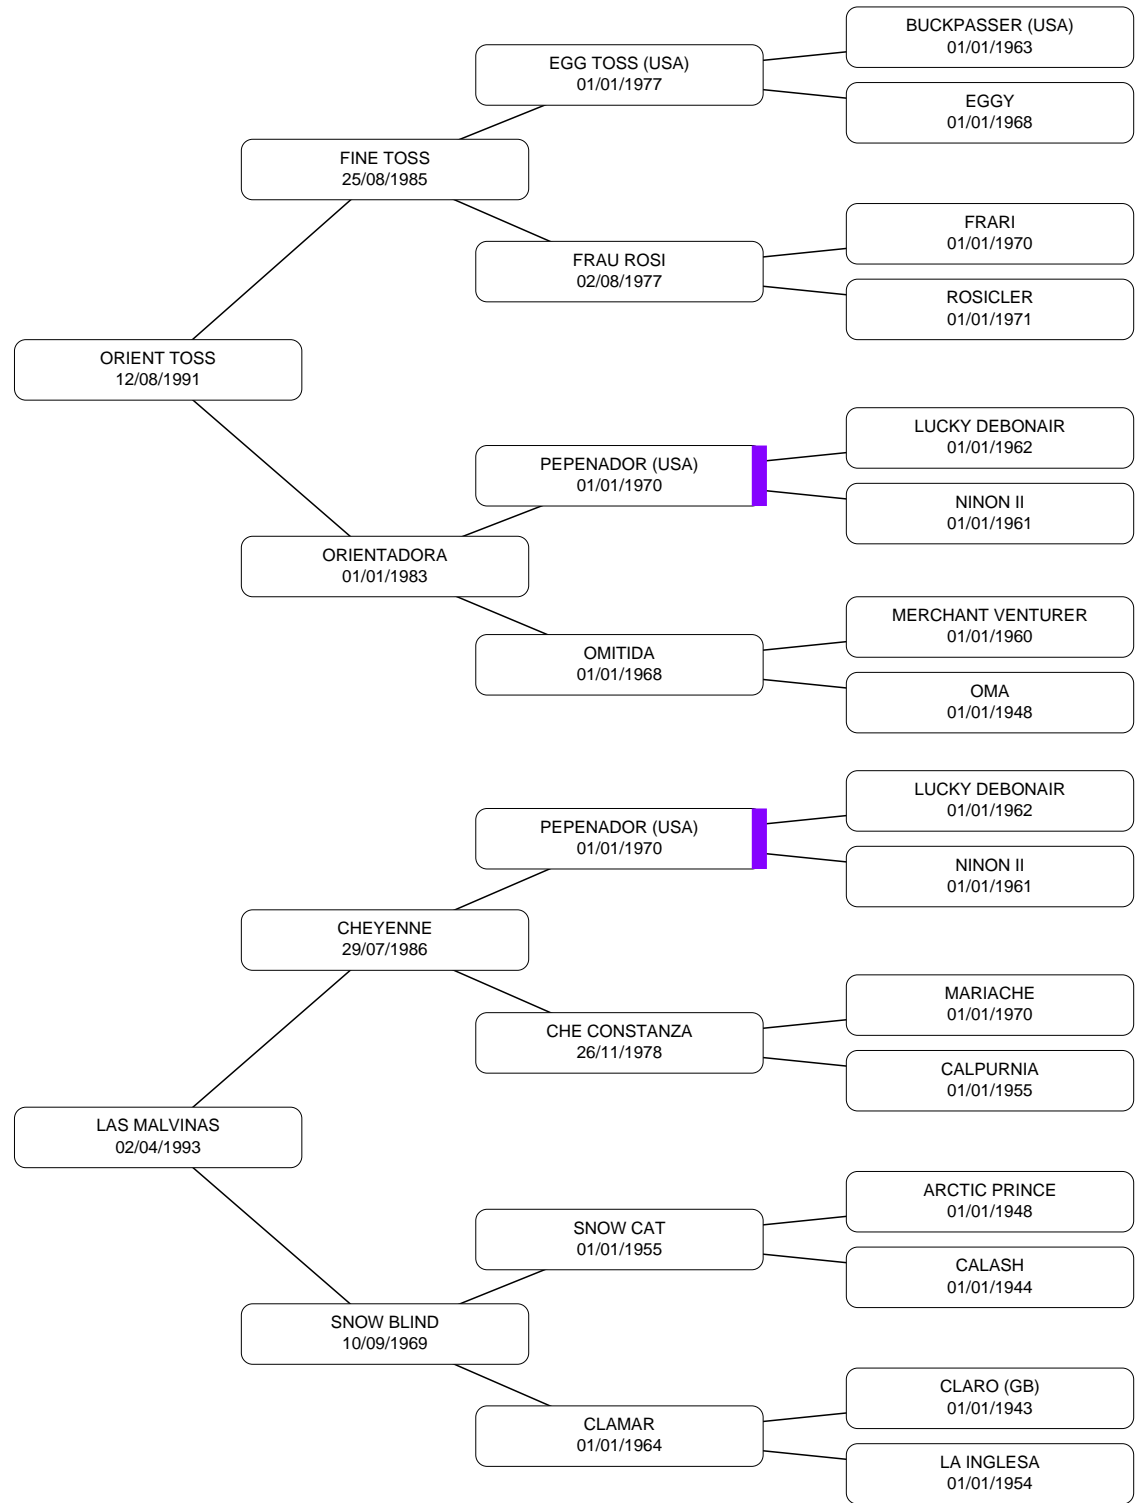 BUCKPASSER (USA)
01/01/1963
EGG TOSS (USA)
01/01/1977
EGGY
01/01/1968
FINE TOSS
25/08/1985
FRARI
01/01/1970
FRAU ROSI
02/08/1977
ROSICLER
01/01/1971
ORIENT TOSS
12/08/1991
LUCKY DEBONAIR
01/01/1962
PEPENADOR (USA)
01/01/1970
NINON II
01/01/1961
ORIENTADORA
01/01/1983
MERCHANT VENTURER
01/01/1960
OMITIDA
01/01/1968
OMA
01/01/1948
LUCKY DEBONAIR
01/01/1962
PEPENADOR (USA)
01/01/1970
NINON II
01/01/1961
CHEYENNE
29/07/1986
MARIACHE
01/01/1970
CHE CONSTANZA
26/11/1978
CALPURNIA
01/01/1955
LAS MALVINAS
02/04/1993
ARCTIC PRINCE
01/01/1948
SNOW CAT
01/01/1955
CALASH
01/01/1944
SNOW BLIND
10/09/1969
CLARO (GB)
01/01/1943
CLAMAR
01/01/1964
LA INGLESA
01/01/1954